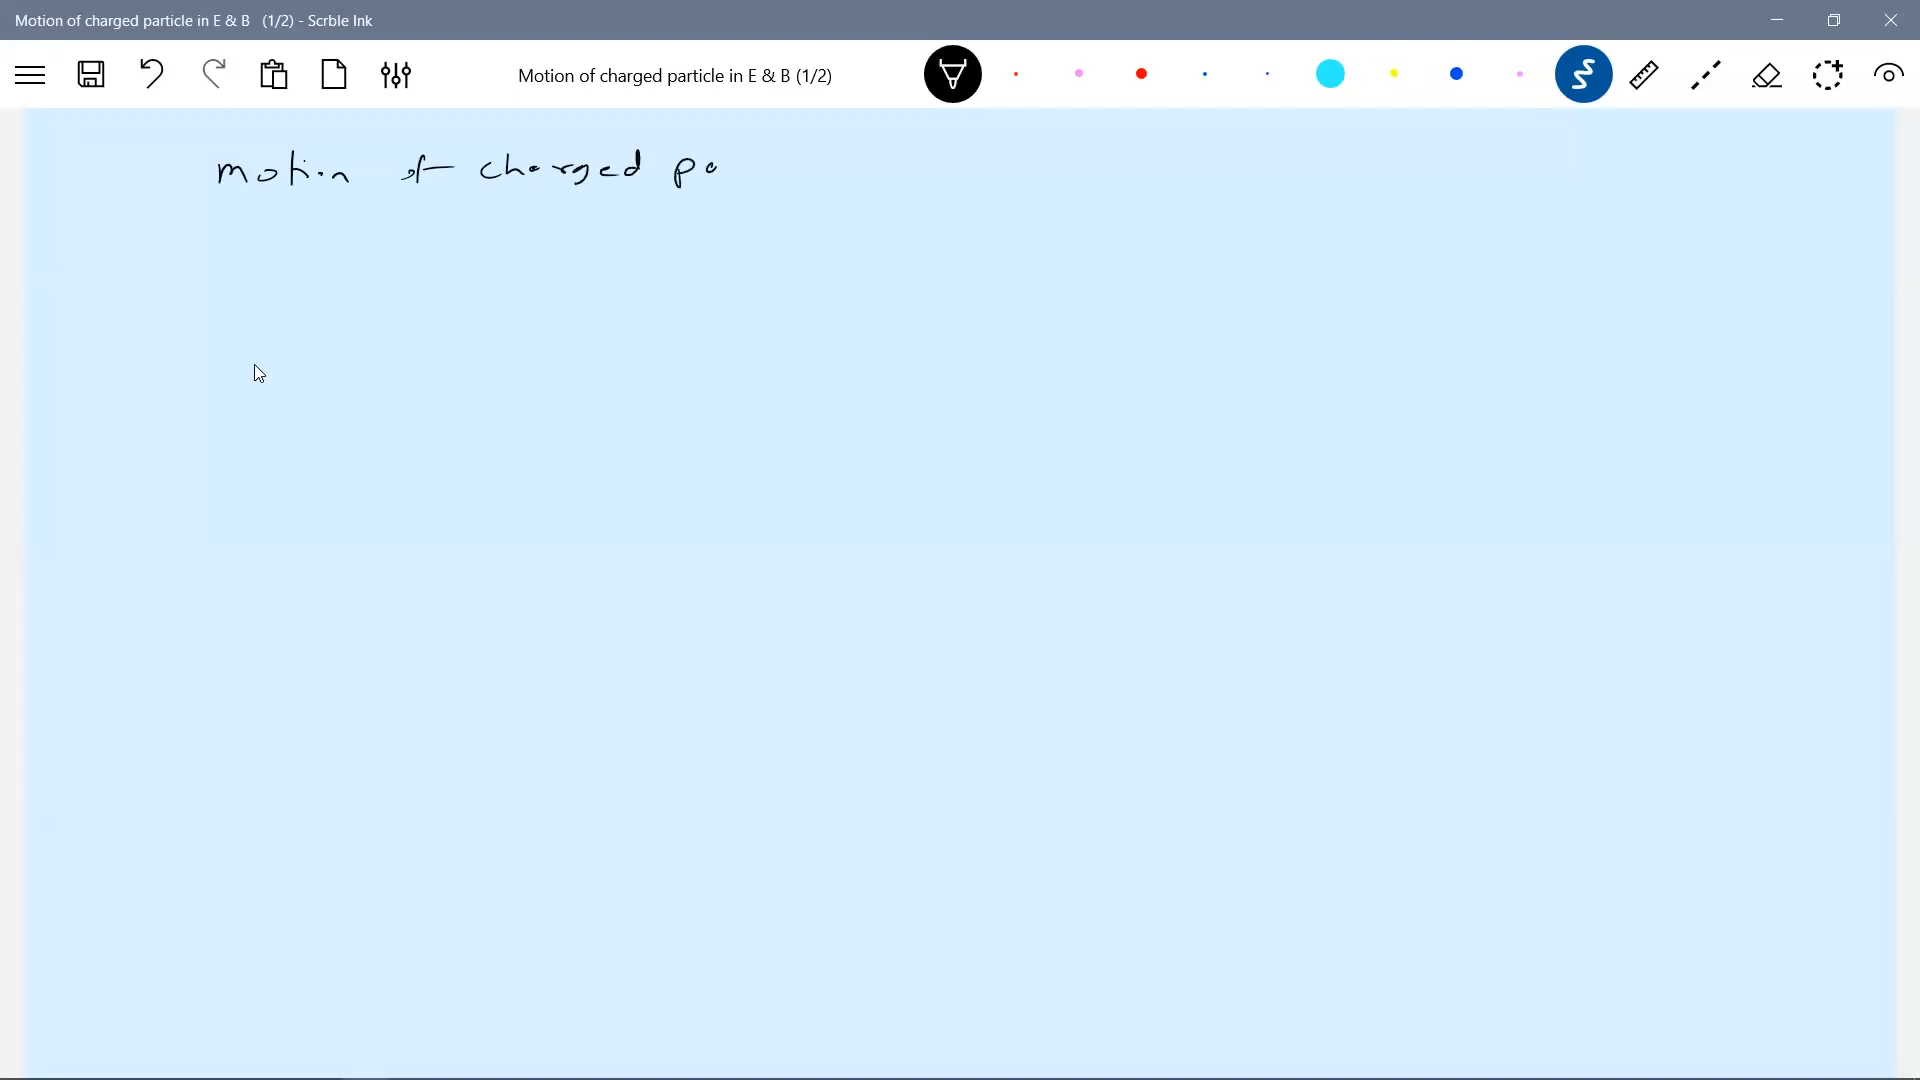 Motion of charged particle in E & B (1/2) - Scrble Ink
Motion of charged particle in E & B (1/2)
motion of charged pa